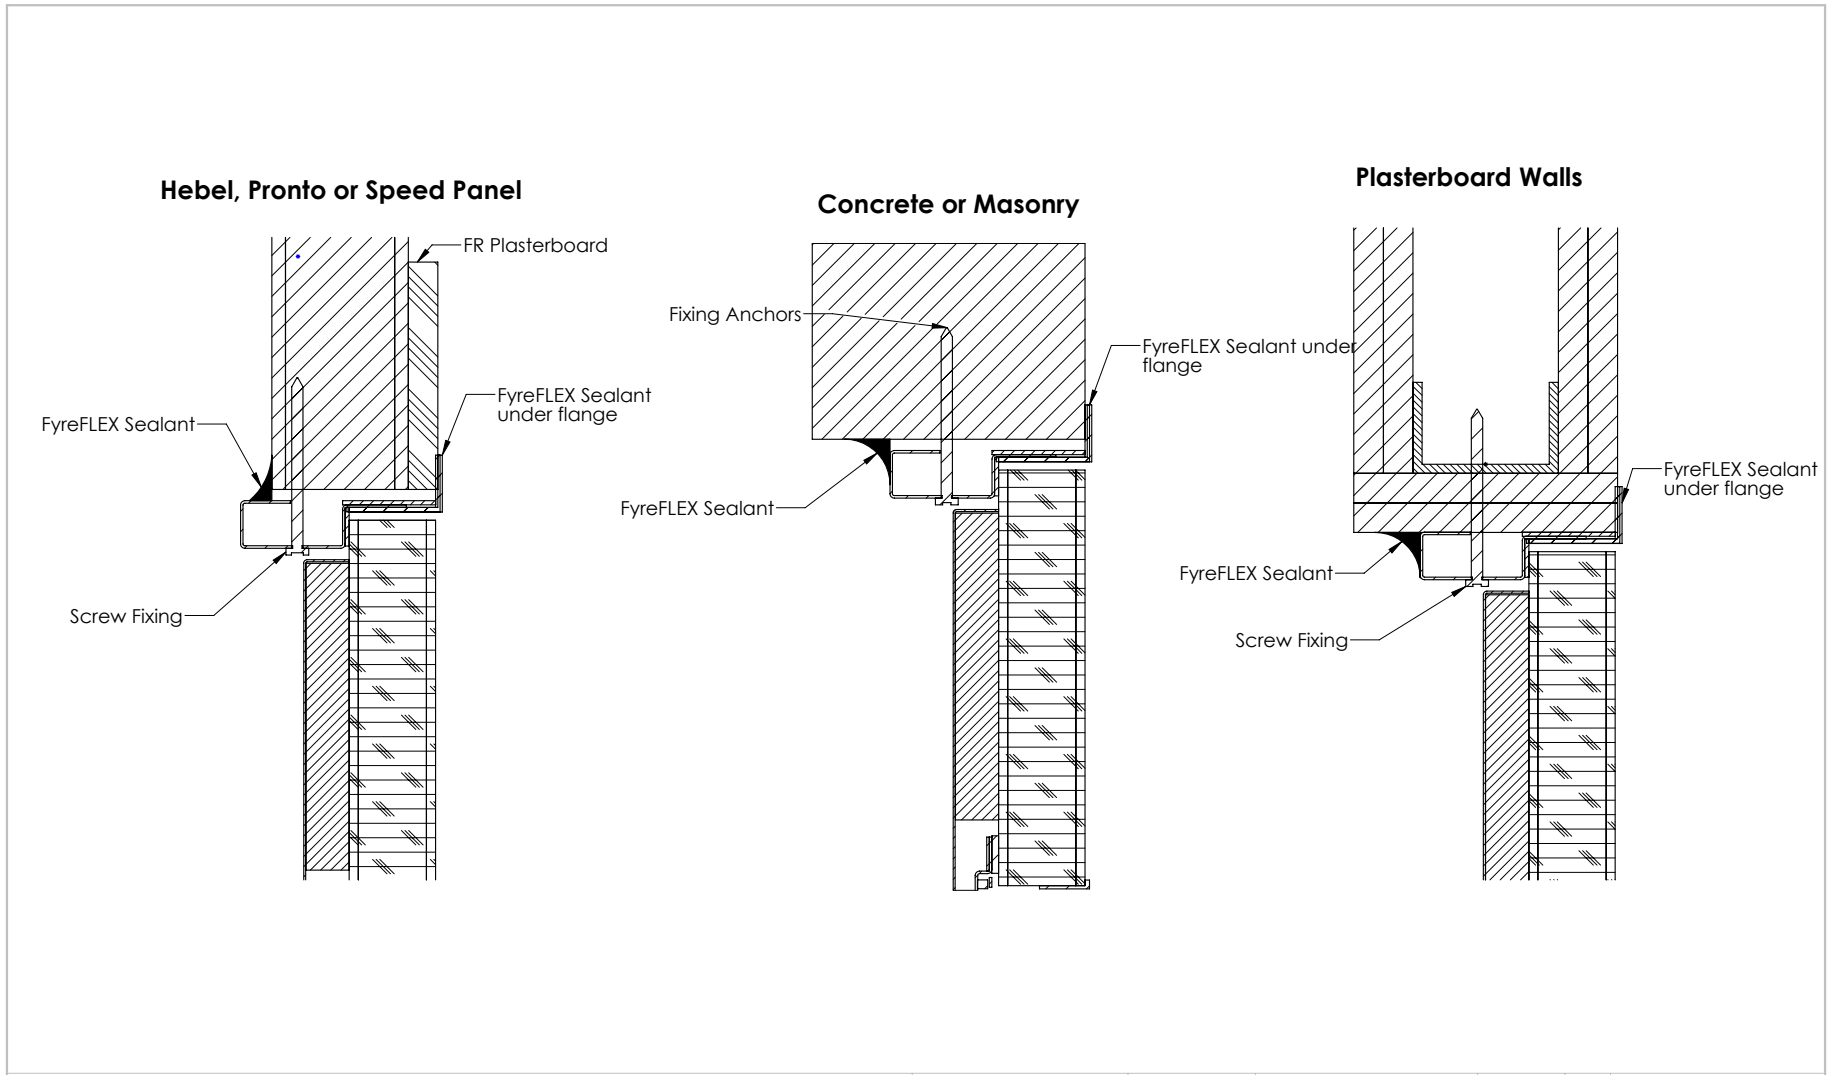 Hebel, Pronto or Speed Panel
FR Plasterboard
FyreFLEX Sealant
under flange
FyreFLEX Sealant
Screw Fixing
Concrete or Masonry
Fixing Anchors
FyreFLEX Sealant under
flange
FyreFLEX Sealant
Plasterboard Walls
FyreFLEX Sealant
under flange
FyreFLEX Sealant
Screw Fixing